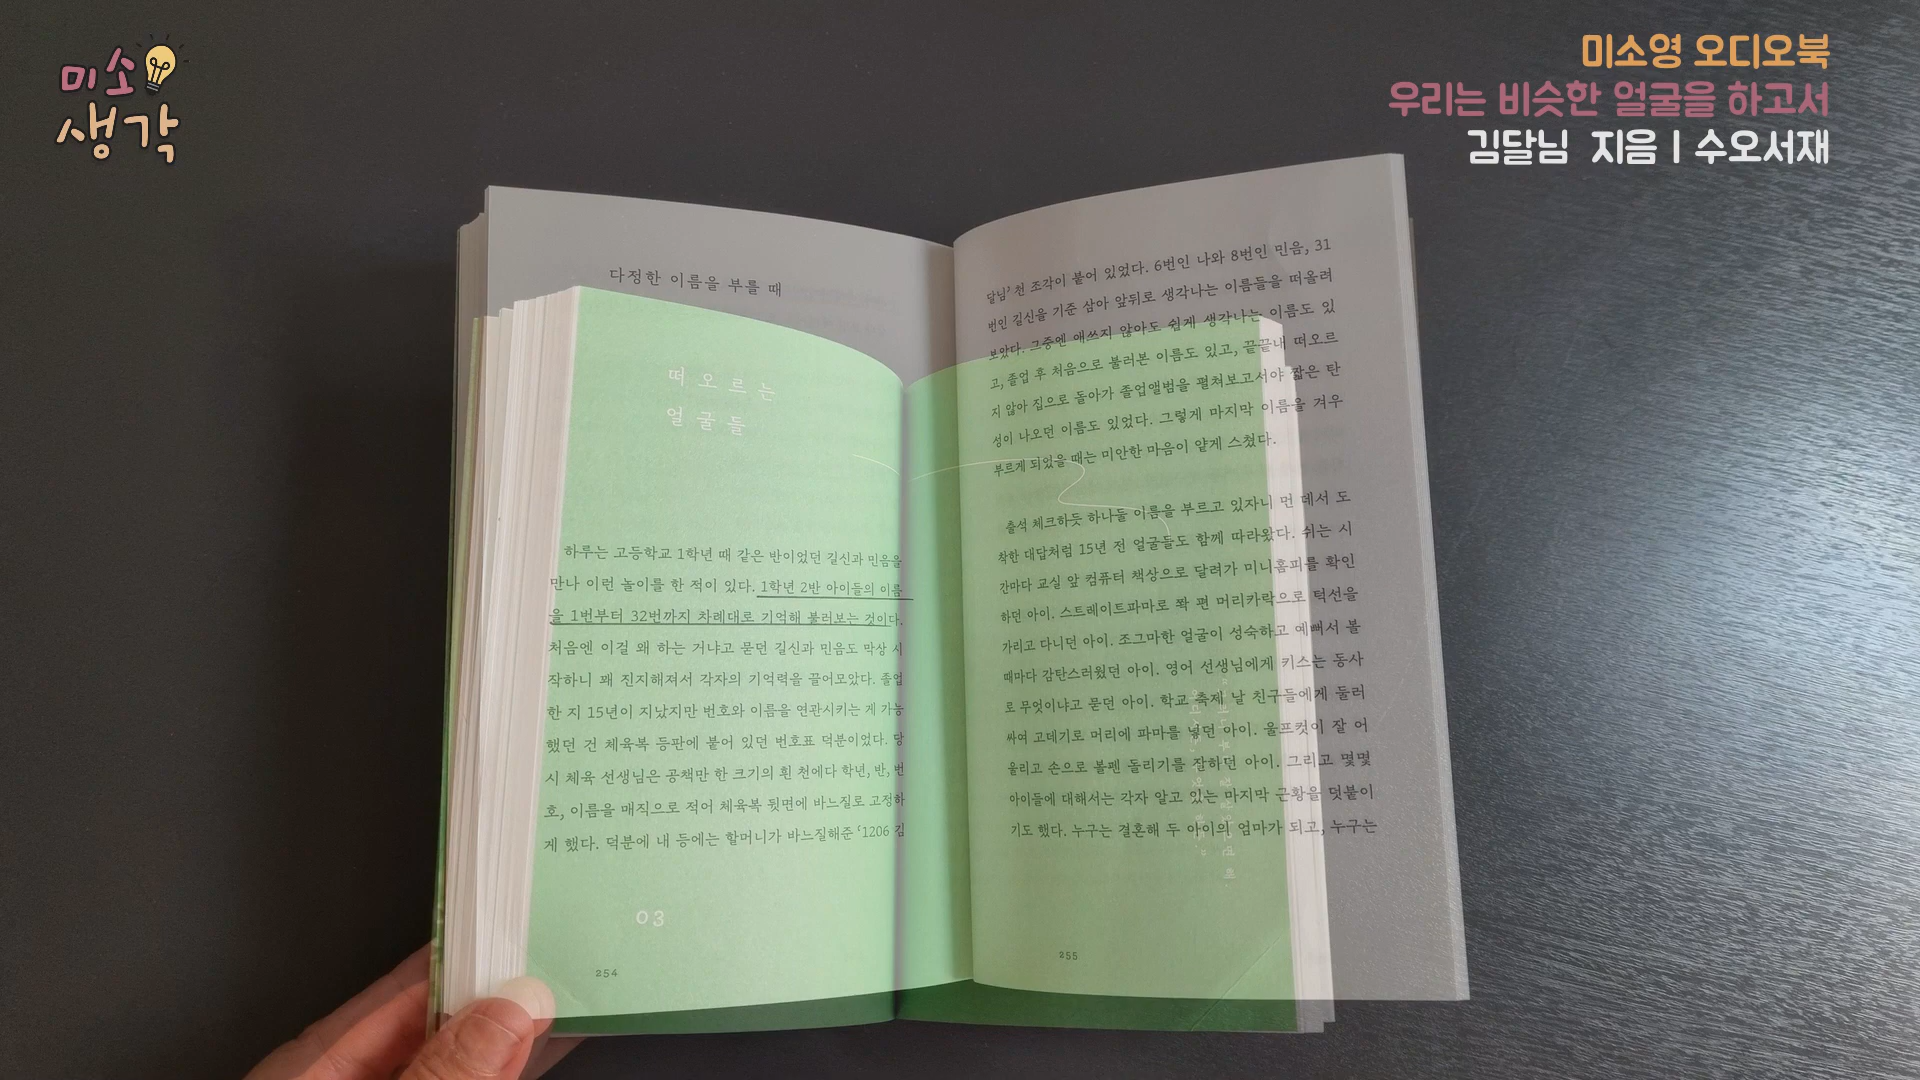 미소
생각
미소영 오디오북
우리는 비슷한 얼굴을 하고서
김달님 지음 | 수오서재
다정한 이름을 부를 때
떠오르는
얼굴들
하루는 고등학교 1학년 때 같은 반이었던 길신과 민음을
만나 이런 놀이를 한 적이 있다. 1학년 2반 아이들의 이름
을 1번부터 32번까지 차례대로 기억해 불러보는 것이다.
처음엔 이걸 왜 하는 거냐고 묻던 길신과 민음도 막상 시
작하니 꽤 진지해져서 각자의 기억력을 끌어모았다. 졸업
한 지 15년이 지났지만 번호와 이름을 연관시키는 게 가능
했던 건 체육복 등판에 붙어 있던 번호표 덕분이었다. 당
시 체육 선생님은 공책만 한 크기의 흰 천에다 학년, 반, 번
호, 이름을 매직으로 적어 체육복 뒷면에 바느질로 고정하
게 했다. 덕분에 내 등에는 할머니가 바느질해준 ‘1206 김
03
254
달님’ 천 조각이 붙어 있었다. 6번인 나와 8번인 민음, 31
번인 길신을 기준 삼아 앞뒤로 생각나는 이름들을 떠올려
보았다. 그중엔 애쓰지 않아도 쉽게 생각나는 이름도 있
고, 졸업 후 처음으로 불러본 이름도 있고, 끝끝내 떠오르
지 않아 집으로 돌아가 졸업앨범을 펼쳐보고서야 짧은 탄
성이 나오던 이름도 있었다. 그렇게 마지막 이름을 겨우
부르게 되었을 때는 미안한 마음이 얕게 스쳤다.
출석 체크하듯 하나둘 이름을 부르고 있자니 먼 데서 도
착한 대답처럼 15년 전 얼굴들도 함께 따라왔다. 쉬는 시
간마다 교실 앞 컴퓨터 책상으로 달려가 미니홈피를 확인
하던 아이. 스트레이트파마로 쫙 편 머리카락으로 턱선을
가리고 다니던 아이. 조그마한 얼굴이 성숙하고 예뻐서 볼
때마다 감탄스러웠던 아이. 영어 선생님에게 키스는 동사
로 무엇이냐고 묻던 아이. 학교 축제 날 친구들에게 둘러
싸여 고데기로 머리에 파마를 넣던 아이. 울프컷이 잘 어
울리고 손으로 볼펜 돌리기를 잘하던 아이. 그리고 몇몇
아이들에 대해서는 각자 알고 있는 마지막 근황을 덧붙이
기도 했다. 누구는 결혼해 두 아이의 엄마가 되고, 누구는
255